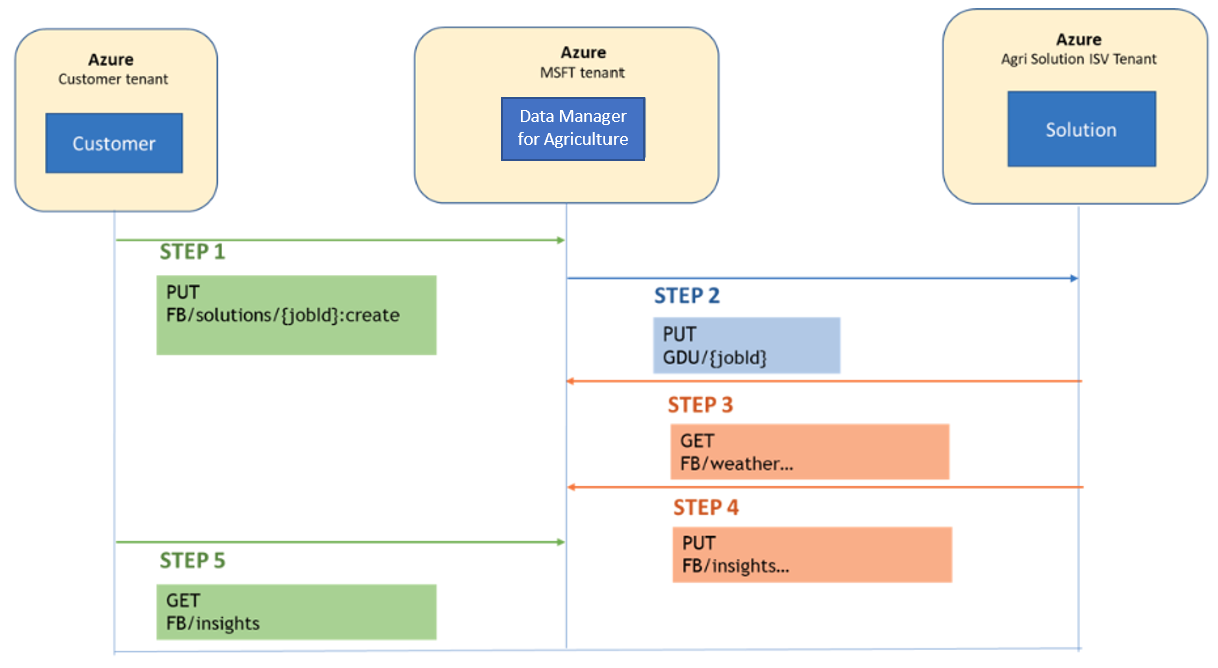 Azure
Customer tenant
Customer
Azure
MSFT tenant
Data Manager
for Agriculture
Azure
Agri Solution ISV Tenant
Solution
STEP 1
PUT
FB/solutions/{jobId}:create
STEP 2
PUT
GDU/{jobId}
STEP 3
GET
FB/weather...
STEP 4
PUT
FB/insights...
STEP 5
GET
FB/insights